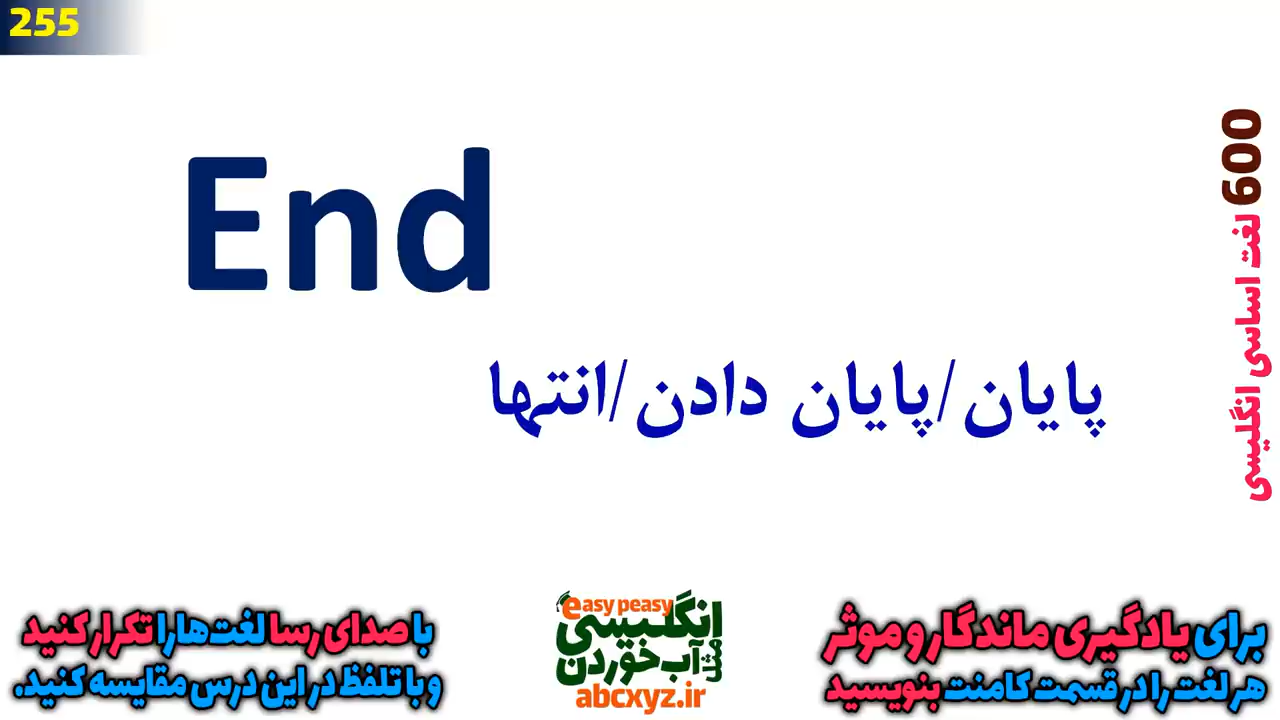 255
End
پایان/پایان دادن/انتها
600 لغت اساسی انگلیسی
برای یادگیری ماندگار و موثر
هر لغت را در قسمت کامنت بنویسید
easy peasy
انگلیسی
مثل آب خوردن
abcxyz.ir
با صدای رسا لغت‌ها را تکرار کنید
و با تلفظ در این درس مقایسه کنید.